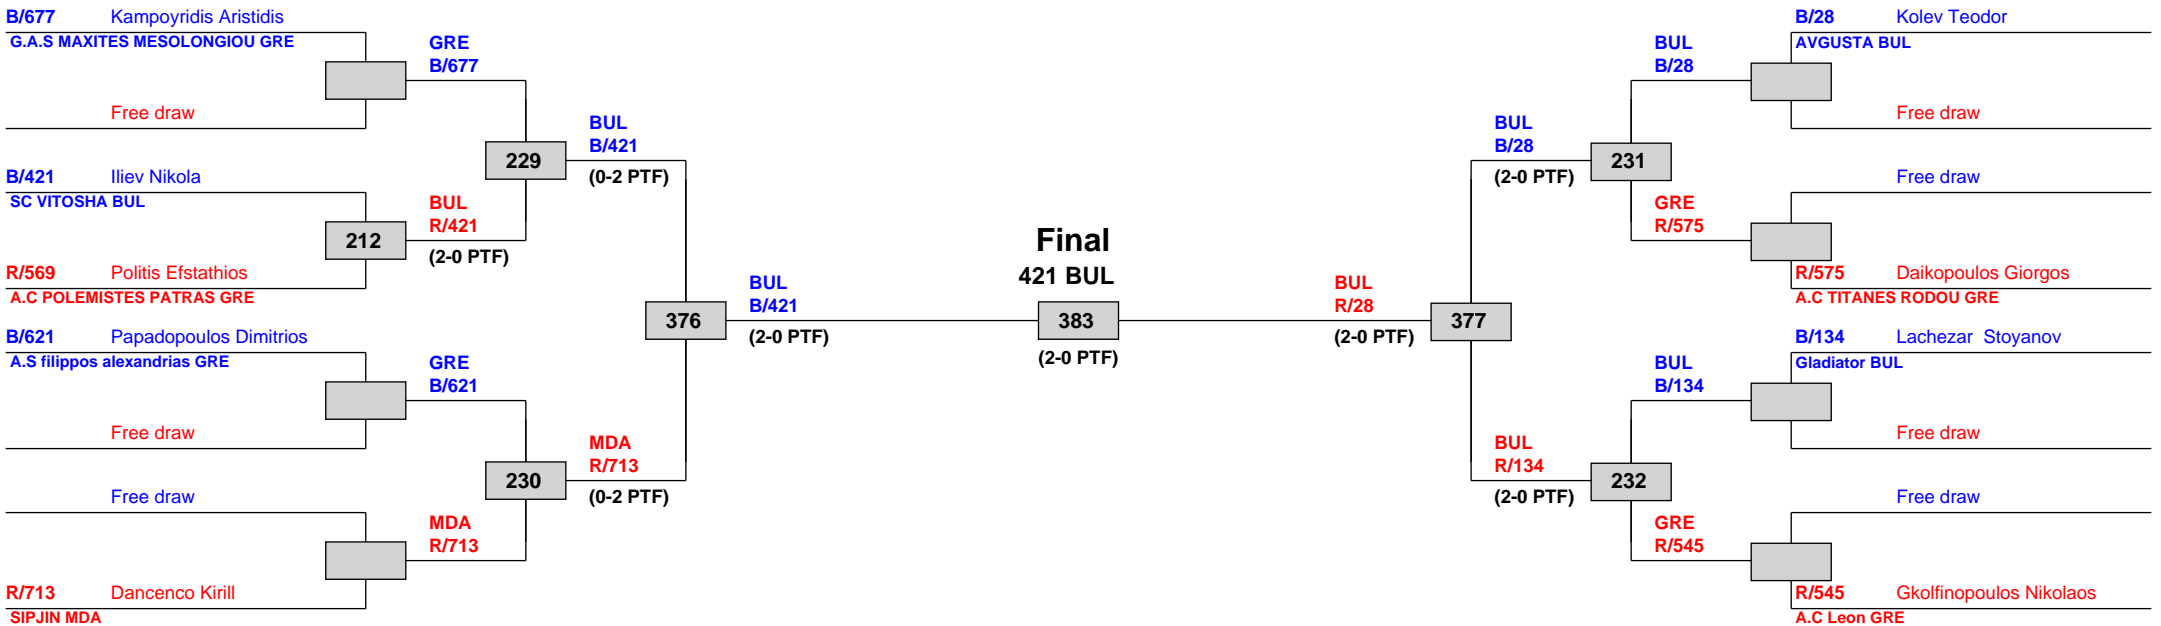 B/677 Kampoyridis Aristidis
G.A.S MAXITES MESOLONGIOU GRE
Free draw
GRE
B/677
B/421 Iliev Nikola
SC VITOSHA BUL
212
R/569 Politis Efstathios
A.C POLEMISTES PATRAS GRE
BUL
R/421
(2-0 PTF)
229
BUL
B/421
(0-2 PTF)
B/621 Papadopoulos Dimitrios
A.S filippos alexandrias GRE
Free draw
GRE
B/621
Free draw
R/713 Dancenco Kirill
SIPJIN MDA
MDA
R/713
230
MDA
R/713
(0-2 PTF)
376
BUL
B/421
(2-0 PTF)
Final
421 BUL
383
(2-0 PTF)
BUL
R/28
(2-0 PTF)
377
BUL
B/28
(2-0 PTF)
231
BUL
B/28
B/28 Kolev Teodor
AVGUSTA BUL
Free draw
Free draw
GRE
R/575
R/575 Daikopoulos Giorgos
A.C TITANES RODOU GRE
BUL
R/134
(2-0 PTF)
232
BUL
B/134
B/134 Lachezar  Stoyanov
Gladiator BUL
Free draw
Free draw
GRE
R/545
R/545 Gkolfinopoulos Nikolaos
A.C Leon GRE